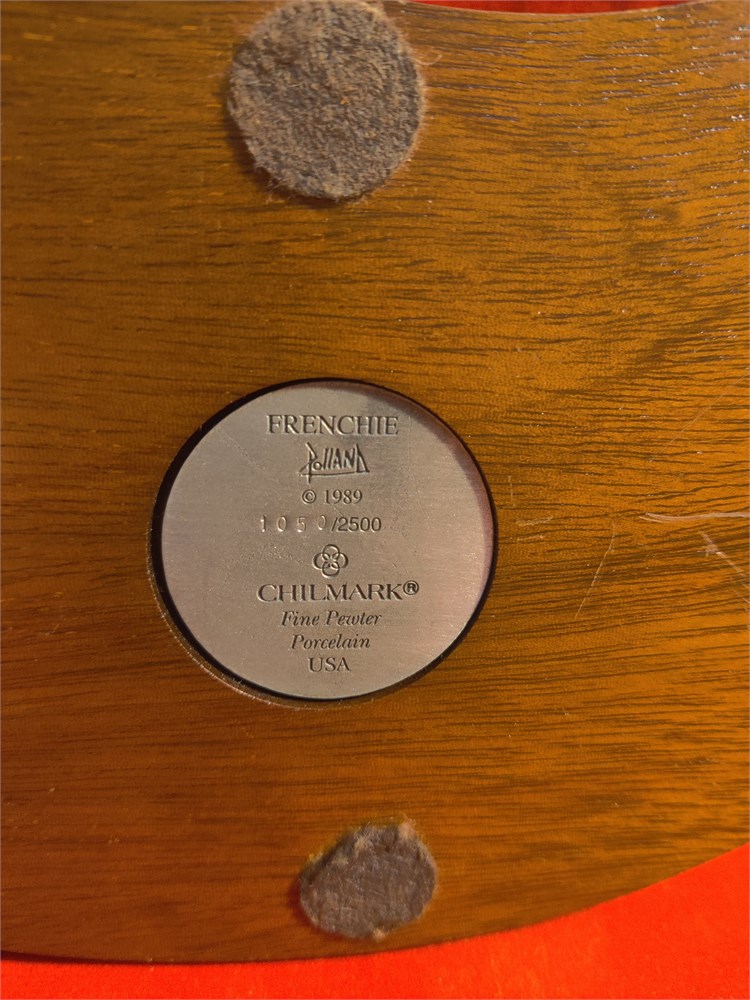 FRENCHIE
Polland
© 1989
1050/2500
CHILMARK®
Fine Pewter
Porcelain
USA